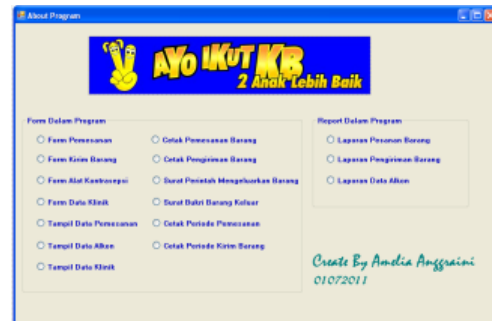 About Program
AYO IKUT KB
2 Anak Lebih Baik
Form Dalam Program
Form Pemesanan
Form Kirim Barang
Form Alat Kontrasepsi
Form Data Klinik
Tampil Data Pemesanan
Tampil Data Alkon
Tampil Data Klinik
Cetak Pemesanan Barang
Cetak Pengiriman Barang
Surat Perintah Mengeluarkan Barang
Surat Bukti Barang Keluar
Cetak Periode Pemesanan
Cetak Periode Kirim Barang
Report Dalam Program
Laporan Pesanan Barang
Laporan Pengiriman Barang
Laporan Data Alkon
Create By Amelia Anggraini
01072011